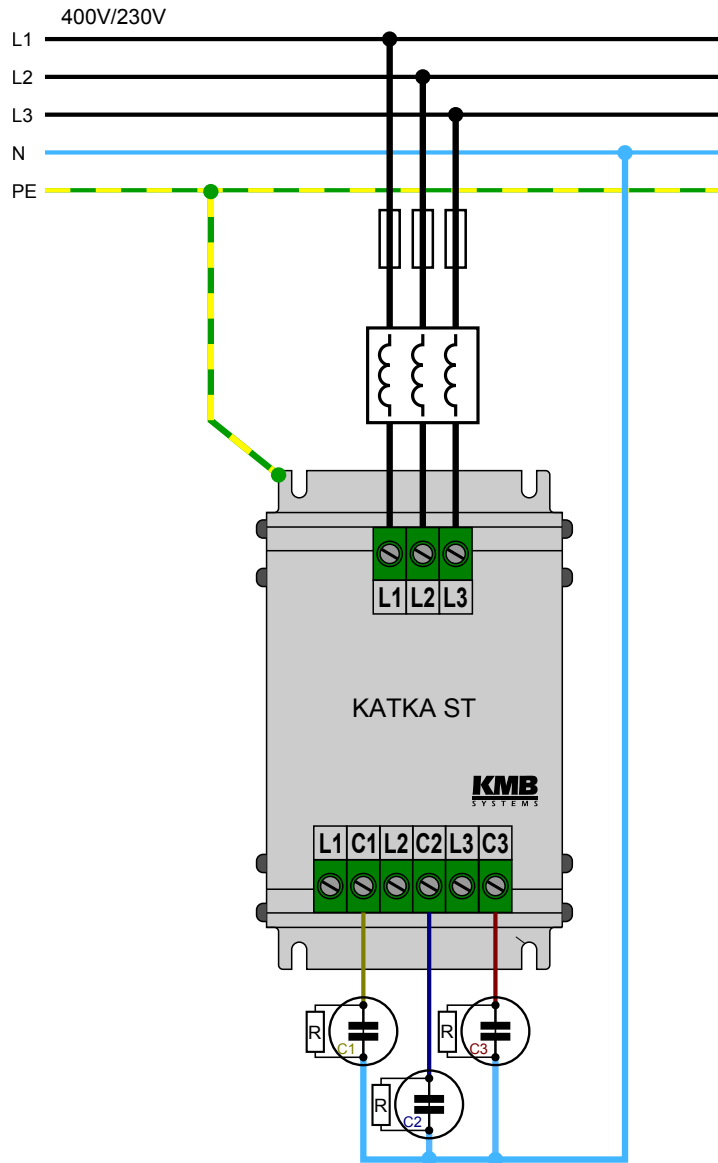 400V/230V
L1
L2
L3
N
PE
L1 L2 L3
KATKA ST
KMB
SYSTEMS
L1 C1 L2 C2 L3 C3
R C1 R C3
R C2